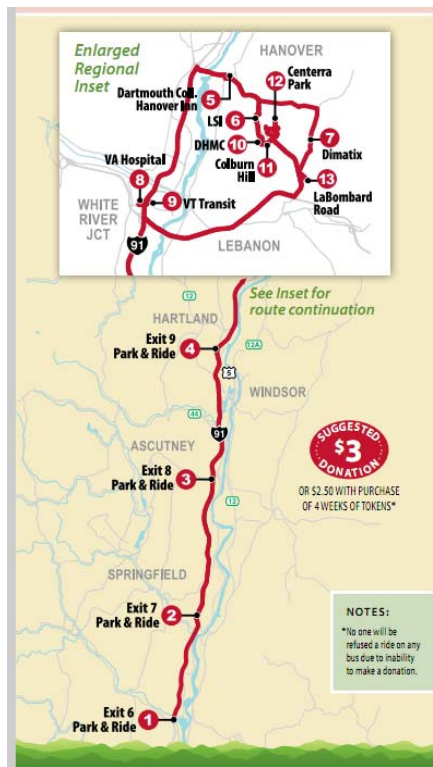 Enlarged
Regional
Inset
HANOVER
Dartmouth Coll.
Hanover Inn
5
12
Centerra
Park
LSI
6
DHMC
10
Colburn
Hill
11
7
Dimatix
13
LaBombard
Road
VA Hospital
8
9
VT Transit
WHITE
RIVER
JCT
91
LEBANON
12
See Inset for
route continuation
HARTLAND
Exit 9
Park & Ride
4
12A
5
WINDSOR
44
91
ASCUTNEY
Exit 8
Park & Ride
3
12
SUGGESTED
$3
DONATION
OR $2.50 WITH PURCHASE
OF 4 WEEKS OF TOKENS*
SPRINGFIELD
Exit 7
Park & Ride
2
NOTES:
*No one will be
refused a ride on any
bus due to inability
to make a donation.
Exit 6
Park & Ride
1